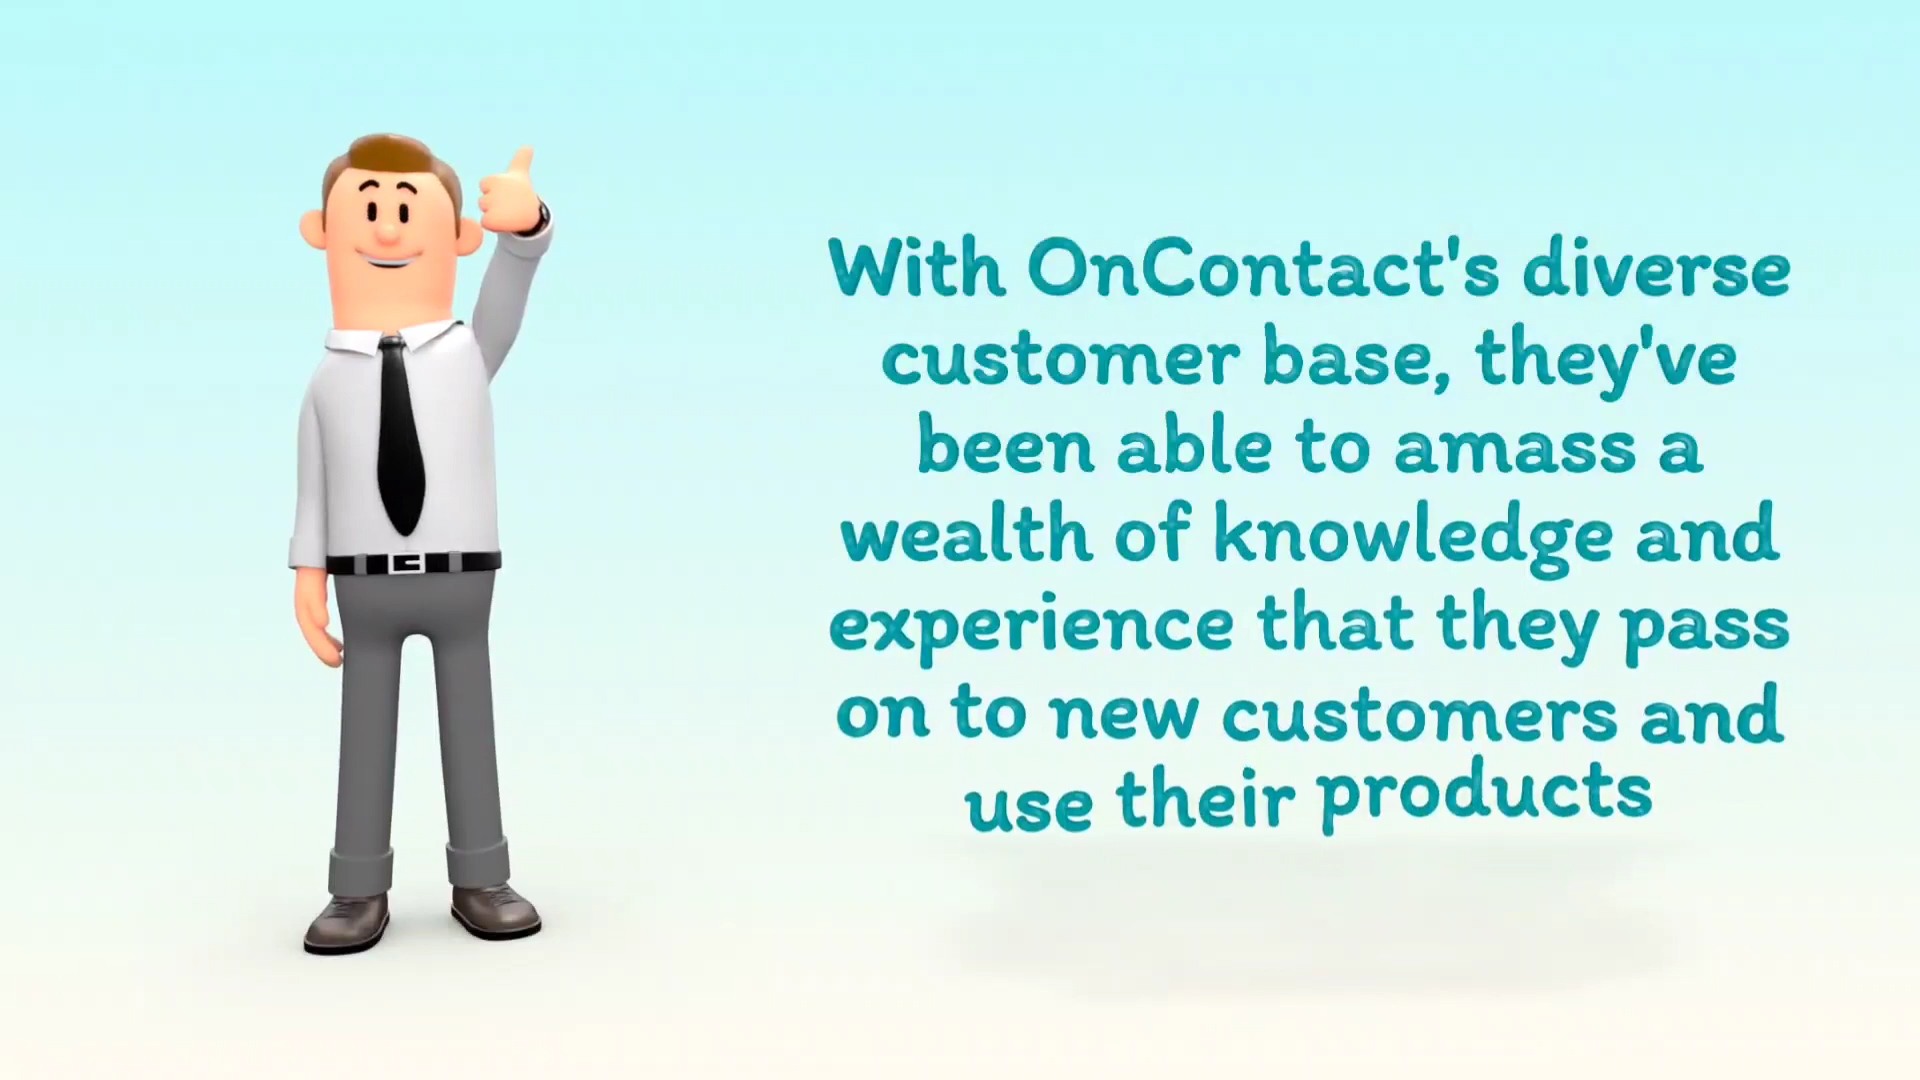 With OnContact's diverse
customer base, they've
been able to amass a
wealth of knowledge and
experience that they pass
on to new customers and
use their products